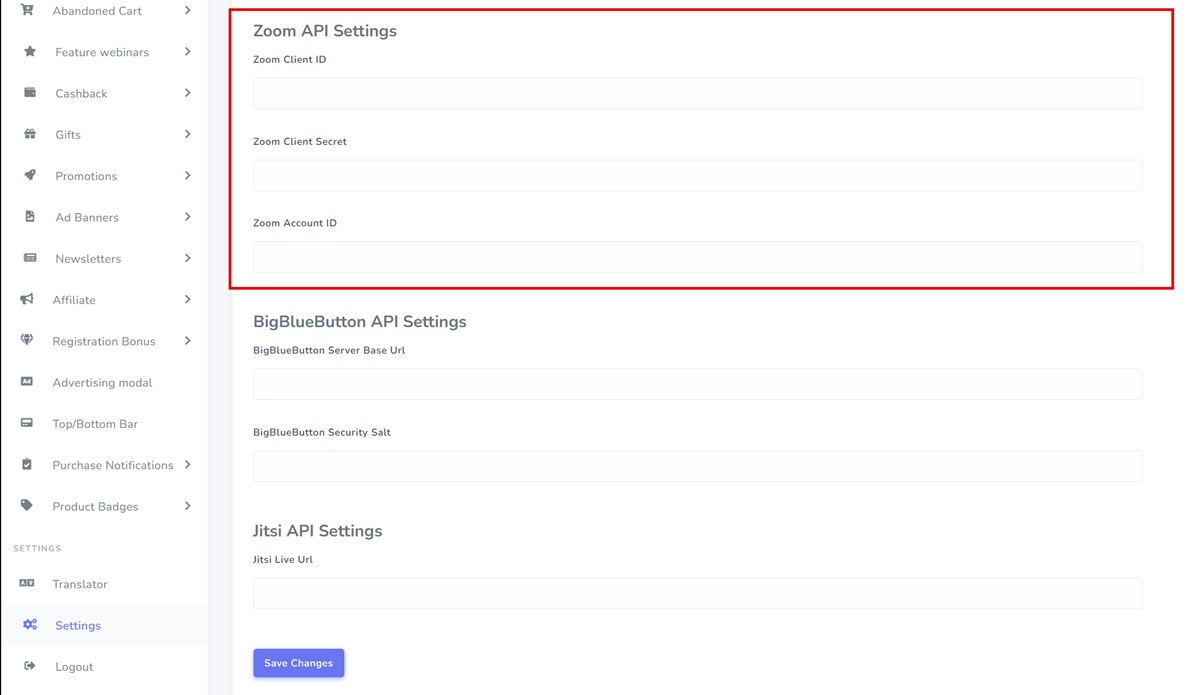 Abandoned Cart
Feature webinars
Cashback
Gifts
Promotions
Ad Banners
Newsletters
Affiliate
Registration Bonus
Ad
Advertising modal
Top/Bottom Bar
Purchase Notifications
Product Badges
SETTINGS
Translator
Settings
Logout
Zoom API Settings
Zoom Client ID
Zoom Client Secret
Zoom Account ID
BigBlueButton API Settings
BigBlueButton Server Base Url
BigBlueButton Security Salt
Jitsi API Settings
Jitsi Live Url
Save Changes